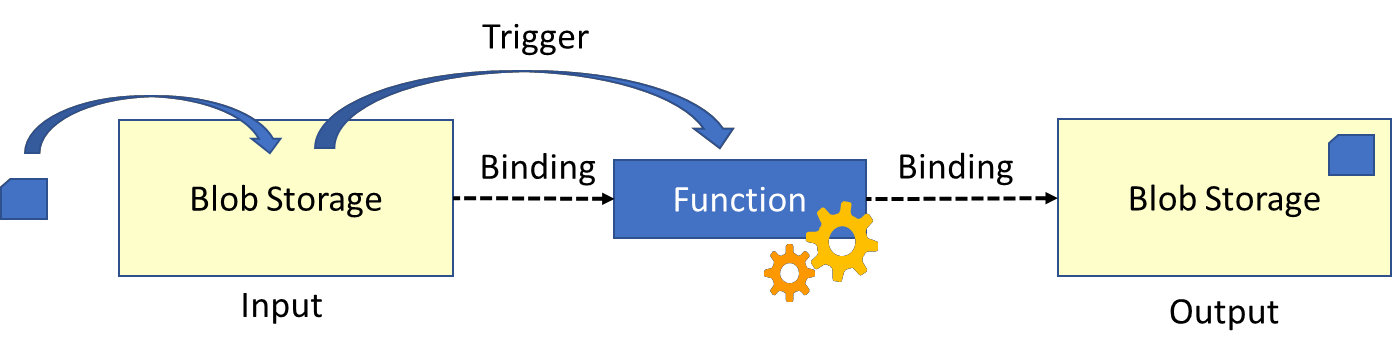 Trigger
Blob Storage
Binding
Function
Binding
Blob Storage
Input
Output